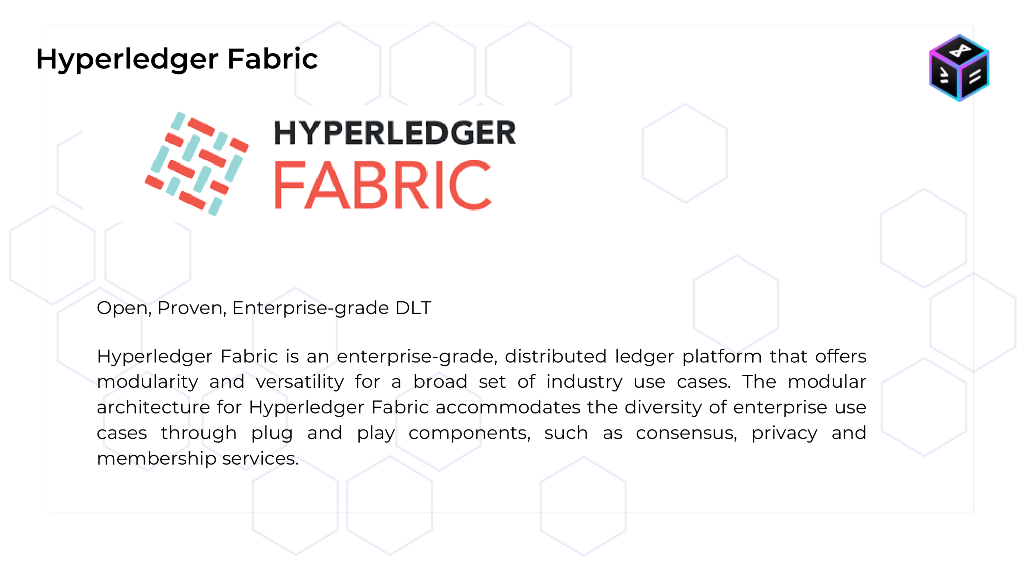 Hyperledger Fabric
HYPERLEDGER
FABRIC
Open, Proven, Enterprise-grade DLT
Hyperledger Fabric is an enterprise-grade, distributed ledger platform that offers
modularity and versatility for a broad set of industry use cases. The modular
architecture for Hyperledger Fabric accommodates the diversity of enterprise use
cases through plug and play components, such as consensus, privacy and
membership services.